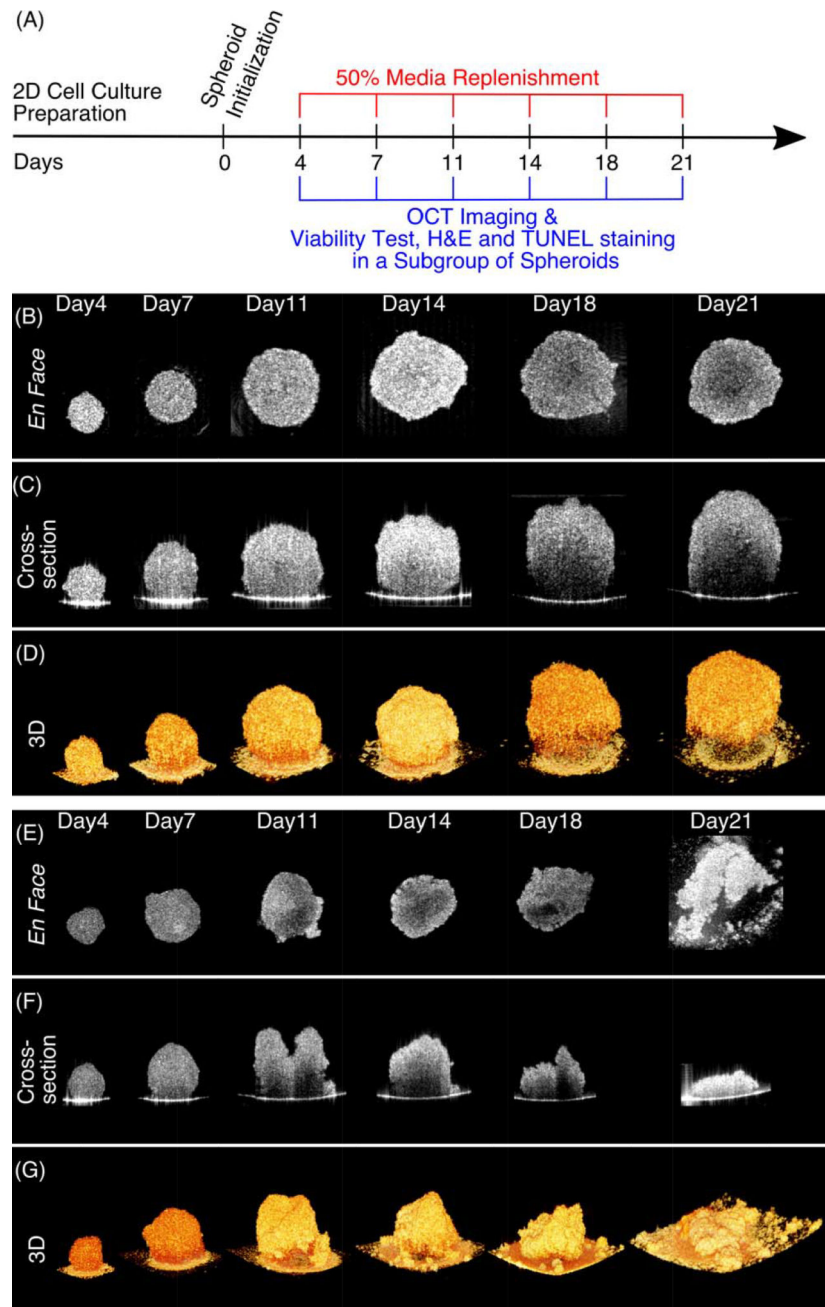 (A)
Spheroid
Initialization
2D Cell Culture
Preparation
50% Media Replenishment
Days
0 4 7 11 14 18 21
OCT Imaging &
Viability Test, H&E and TUNEL staining
in a Subgroup of Spheroids
(B)
Day4 Day7 Day11 Day14 Day18 Day21
En Face
(C)
Cross-
section
(D)
3D
(E)
Day4 Day7 Day11 Day14 Day18 Day21
En Face
(F)
Cross-
section
(G)
3D